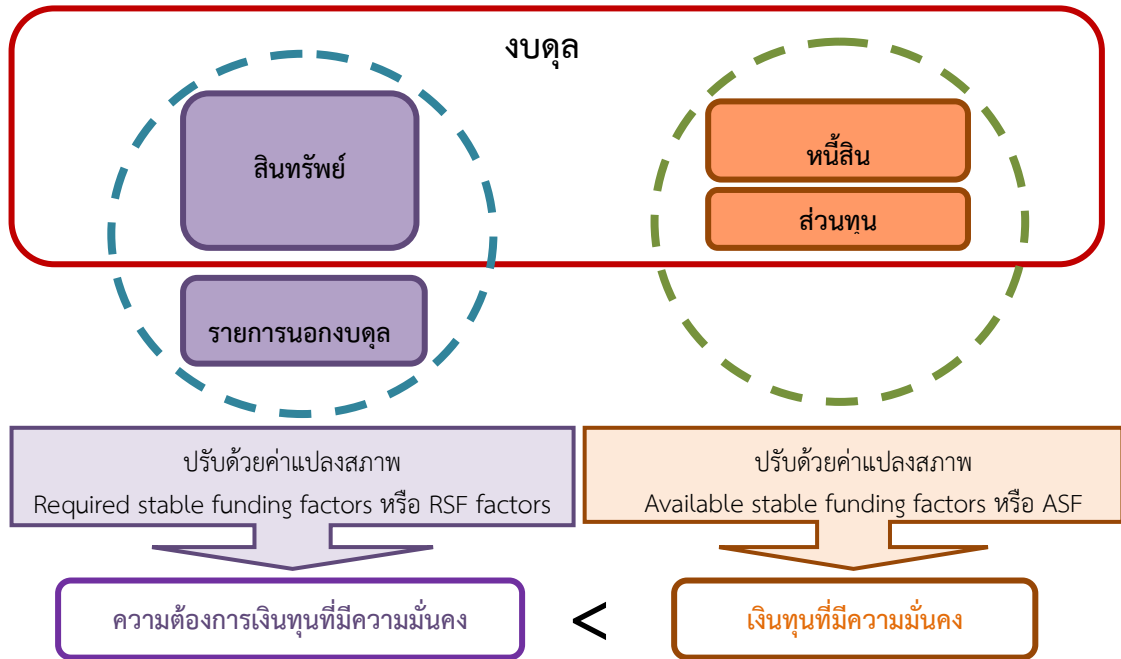 งบดุล
สินทรัพย์
หนี้สิน
ส่วนทุน
รายการนอกงบดุล
ปรับด้วยค่าแปลงสภาพ
Required stable funding factors หรือ RSF factors
ปรับด้วยค่าแปลงสภาพ
Available stable funding factors หรือ ASF
ความต้องการเงินทุนที่มีความมั่นคง
<
เงินทุนที่มีความมั่นคง